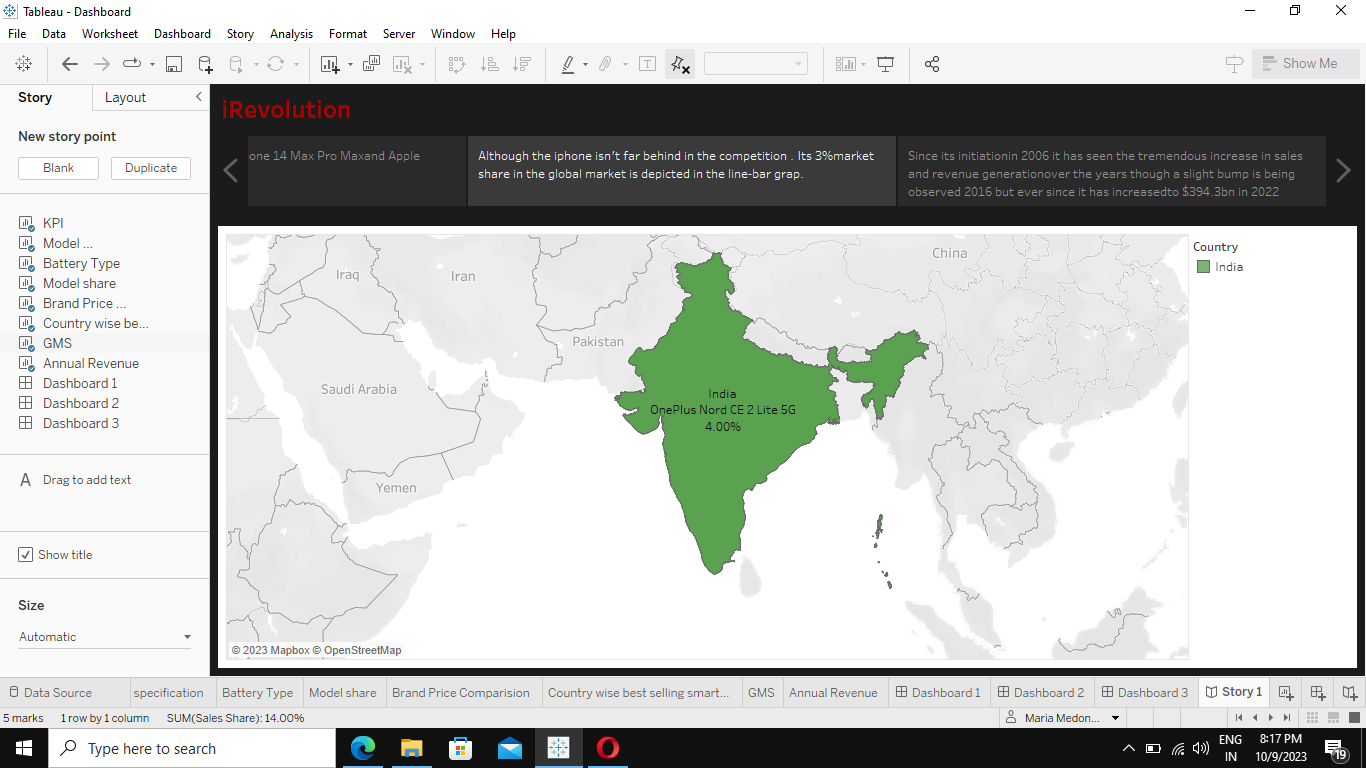 Tableau - Dashboard
File Data Worksheet Dashboard Story Analysis Format Server Window Help
Show Me
Story Layout
New story point
Blank Duplicate
KPI
Model ...
Battery Type
Model share
Brand Price ...
Country wise be...
GMS
Annual Revenue
Dashboard 1
Dashboard 2
Dashboard 3
A Drag to add text
Show title
Size
Automatic
iRevolution
one 14 Max Pro Maxand Apple
Although the iphone isn't far behind in the competition . Its 3%market
share in the global market is depicted in the line-bar grap.
Since its initiationin 2006 it has seen the tremendous increase in sales
and revenue generationover the years though a slight bump is being
observed 2016 but ever since it has increasedto $394.3bn in 2022
Iraq
Iran
China
Pakistan
Saudi Arabia
Yemen
India
OnePlus Nord CE 2 Lite 5G
4.00%
© 2023 Mapbox © OpenStreetMap
Country
India
Data Source specification Battery Type Model share Brand Price Comparision Country wise best selling smart... GMS Annual Revenue Dashboard 1 Dashboard 2 Dashboard 3 Story 1
5 marks 1 row by 1 column SUM(Sales Share): 14.00% Maria Medon...
Type here to search
ENG
IN
8:17 PM
10/9/2023
19